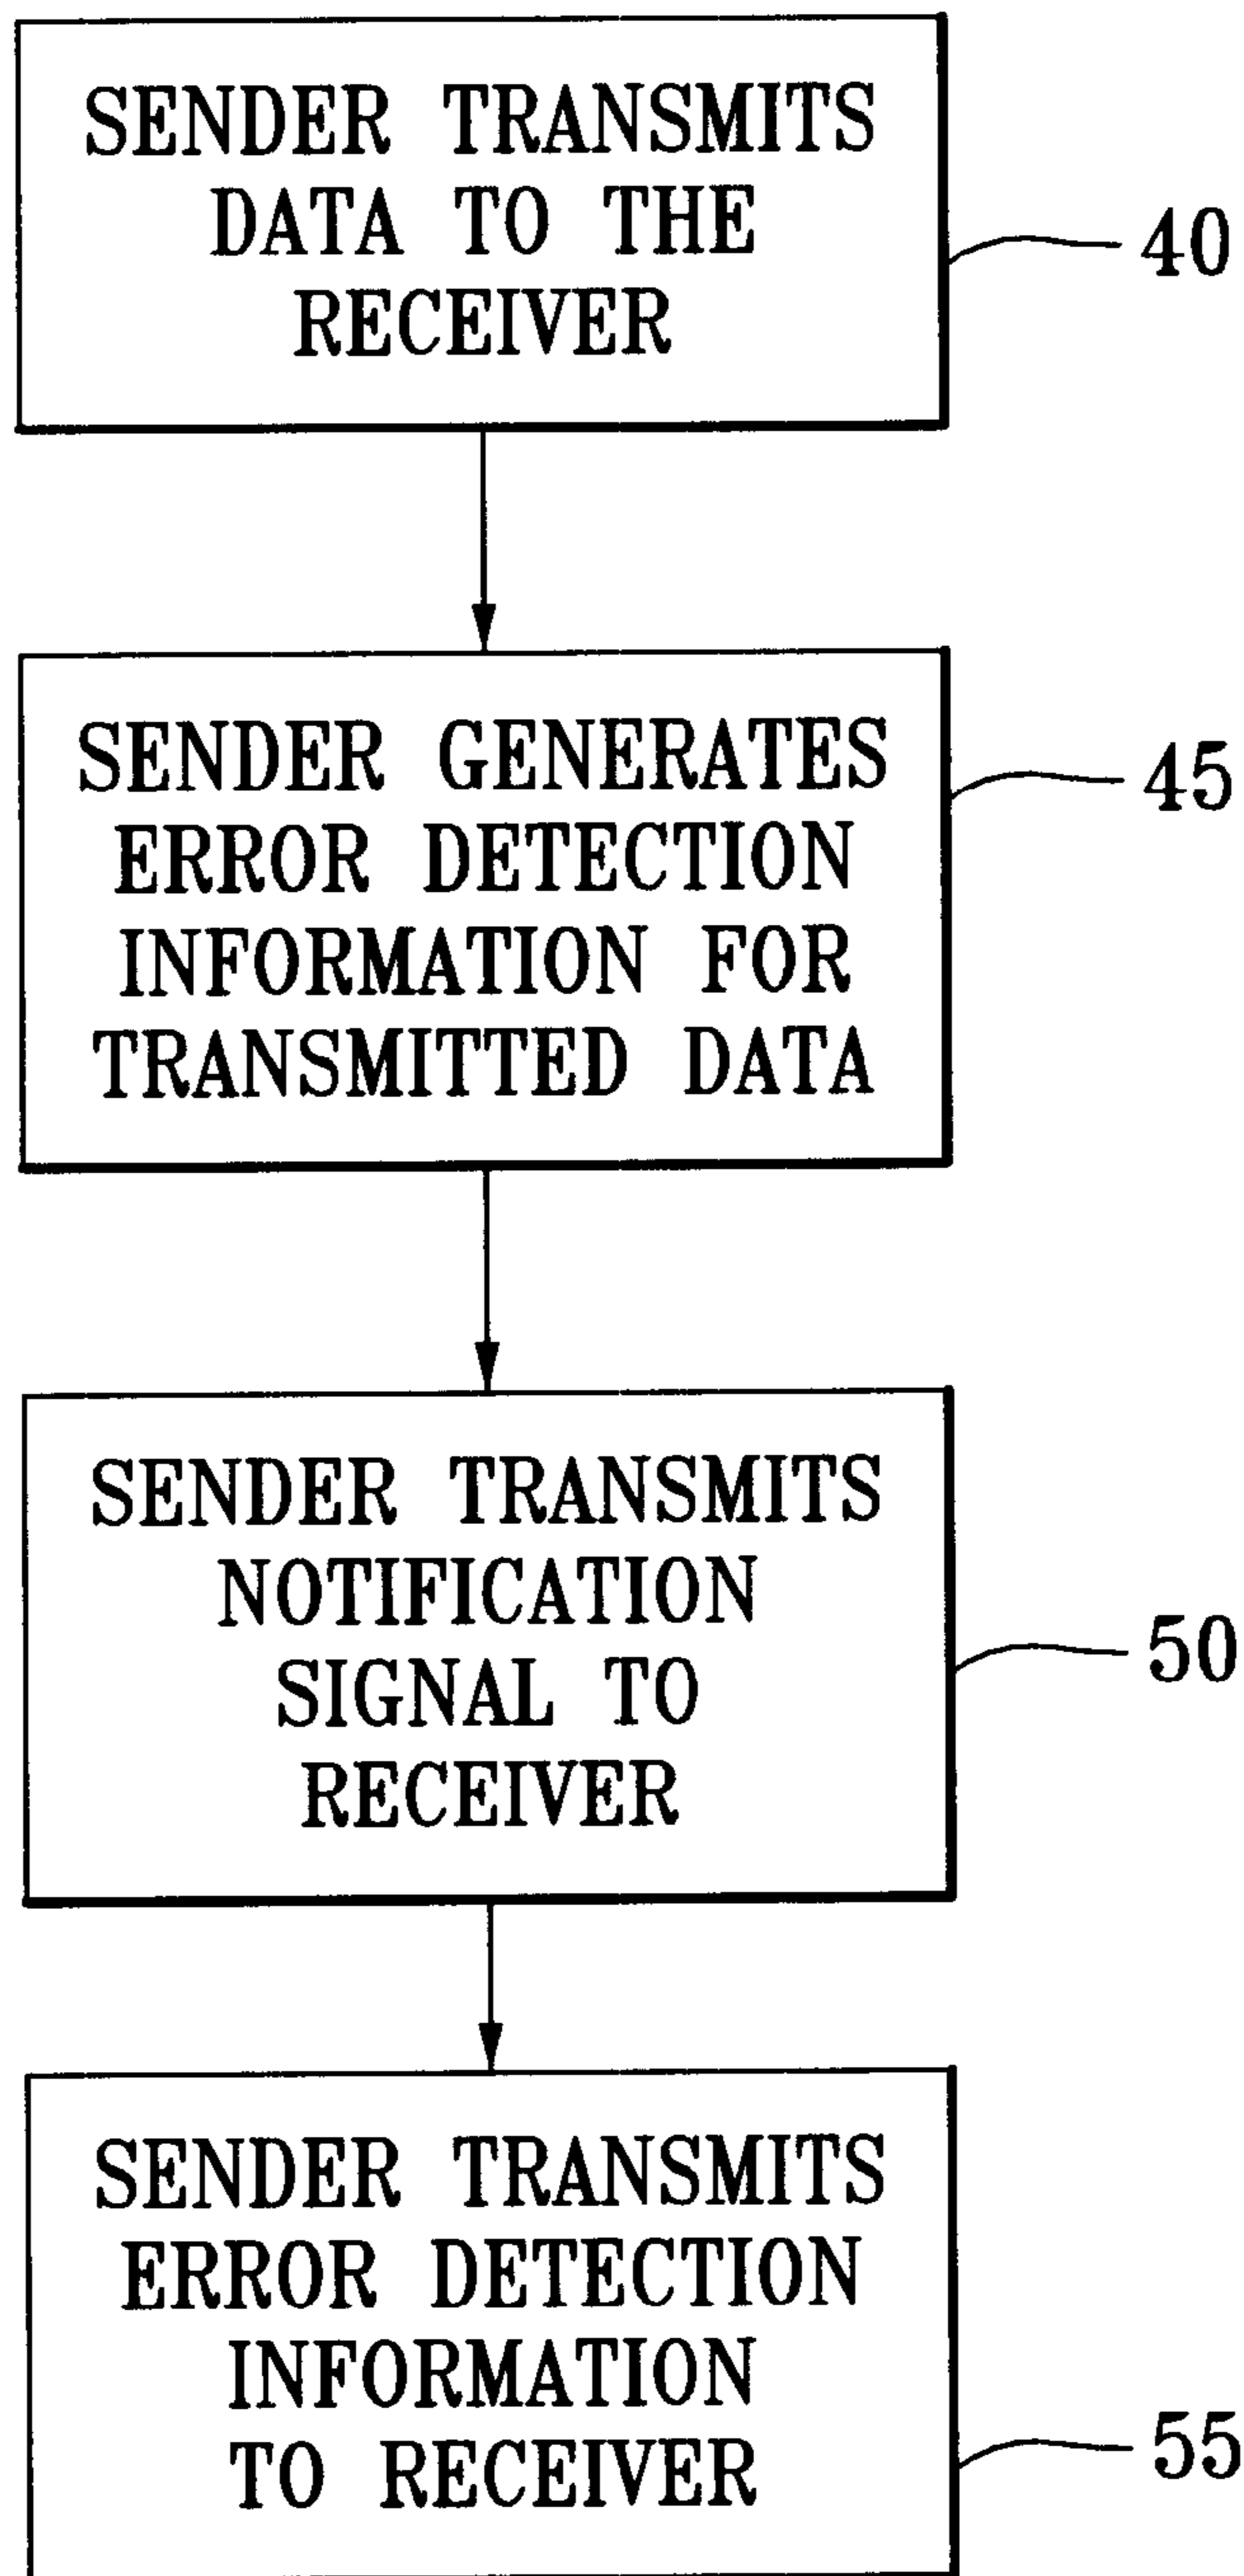 SENDER TRANSMITS
DATA TO THE
RECEIVER
40
SENDER GENERATES
ERROR DETECTION
INFORMATION FOR
TRANSMITTED DATA
45
SENDER TRANSMITS
NOTIFICATION
SIGNAL TO
RECEIVER
50
SENDER TRANSMITS
ERROR DETECTION
INFORMATION
TO RECEIVER
55